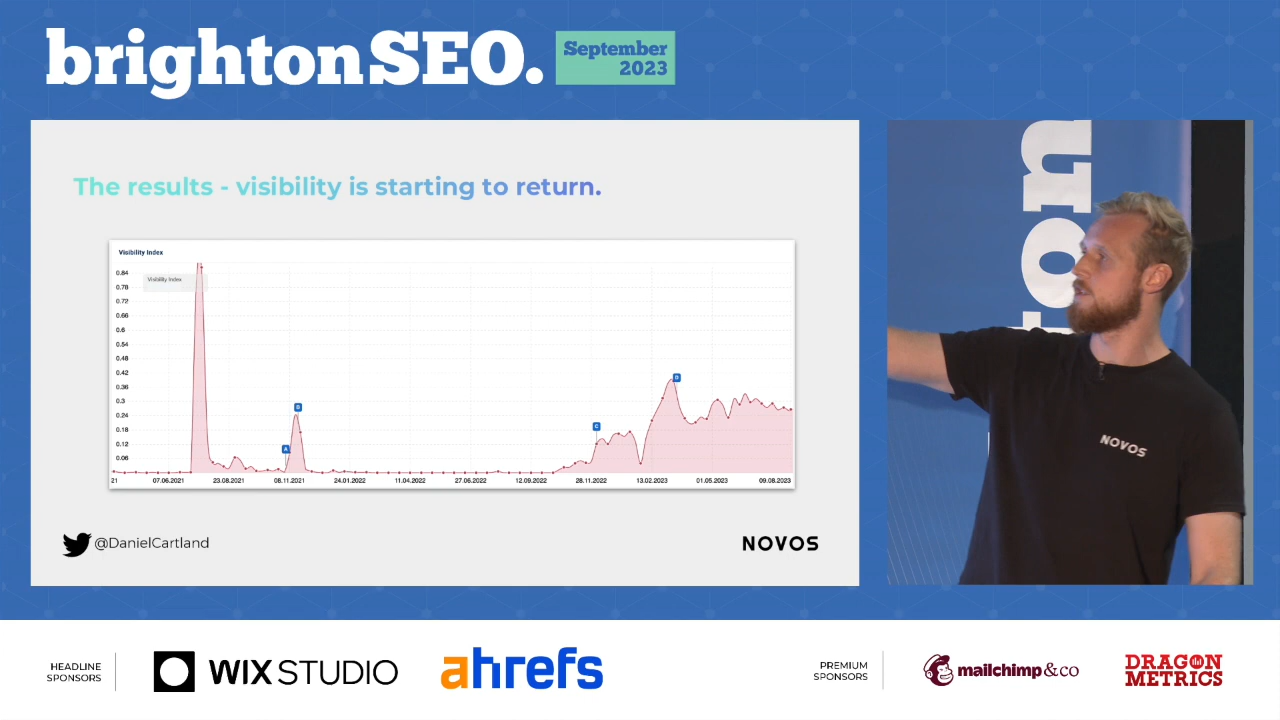 brightonSEO.
September
2023
The results - visibility is starting to return.
Visibility Index
Visibility Index
0.84
0.78
0.72
0.66
0.6
0.54
0.48
0.42
0.36
0.3
0.24
0.18
0.12
0.06
A
D
C
D
21
07.06.2021
23.08.2021
08.11.2021
24.01.2022
11.04.2022
27.06.2022
12.09.2022
28.11.2022
13.02.2023
01.05.2023
09.08.2023
@DanielCartland
NOVOS
ton
NOVOS
HEADLINE
SPONSORS
WIX STUDIO
ahrefs
PREMIUM
SPONSORS
mailchimp&co
DRAGON
METRICS